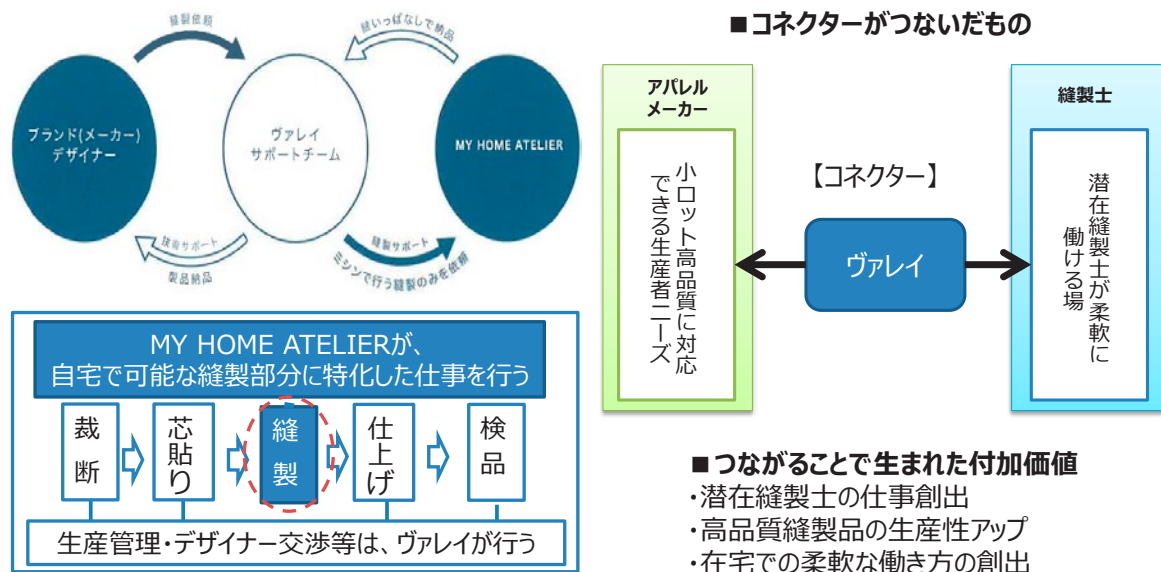 縫製依頼
縫いっぱなしで納品
ブランド(メーカー)
デザイナー
ヴァレイ
サポートチーム
MY HOME ATELIER
技術サポート
製品納品
縫製サポート
ミシンで行う縫製のみを依頼
MY HOME ATELIERが、
自宅で可能な縫製部分に特化した仕事を行う
裁断
芯貼り
縫製
仕上げ
検品
生産管理・デザイナー交渉等は、ヴァレイが行う
■コネクターがつないだもの
アパレル
メーカー
小ロット高品質に対応
できる生産者ニーズ
【コネクター】
ヴァレイ
縫製士
潜在縫製士が柔軟に
働ける場
■つながることで生まれた付加価値
・潜在縫製士の仕事創出
・高品質縫製品の生産性アップ
・在宅での柔軟な働き方の創出